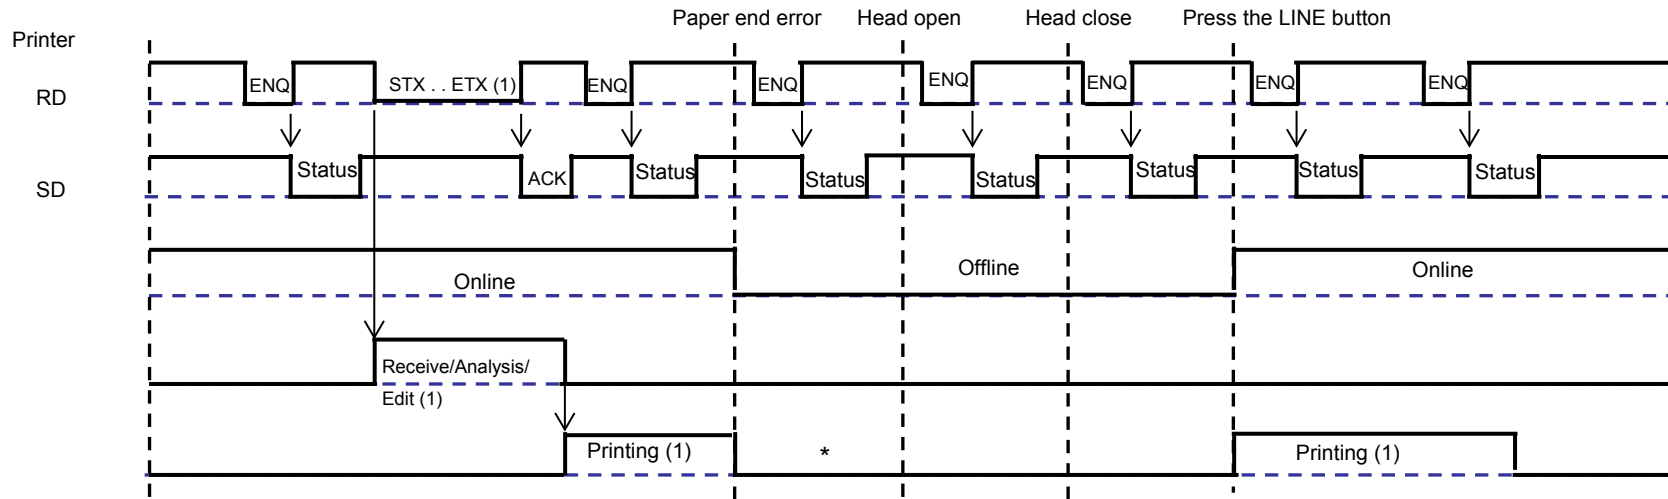 Paper end error Head open Head close Press the LINE button
Printer
RD
ENQ STX . . ETX (1) ENQ ENQ ENQ ENQ ENQ ENQ
SD
Status ACK Status Status Status Status Status Status
Online Offline Online
Receive/Analysis/
Edit (1)
Printing (1) * Printing (1)